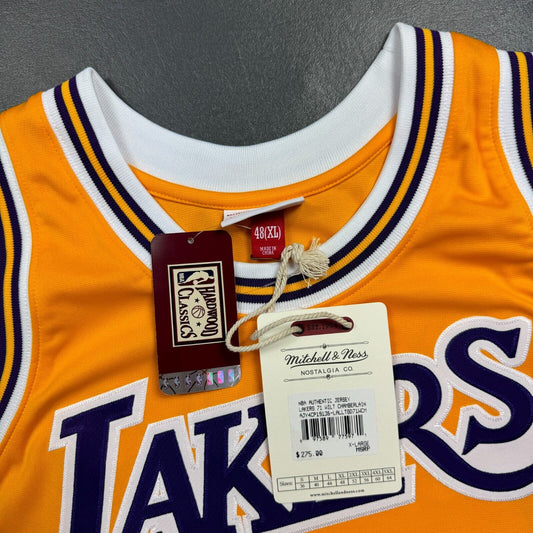 48(XL)
MADE IN
CHINA
NBA
HARDWOOD
CLASSICS
Mitchell & Ness
NOSTALGIA CO.
NBA AUTHENTIC JERSEY
LAKERS 71 WILT CHAMBERLAIN
X-LARGE
$275.00
MSRP
S M L XL 2XL 3XL 4XL 5XL
36 40 44 48 52 56 60 64
www.mitchellandness.com
LAKERS